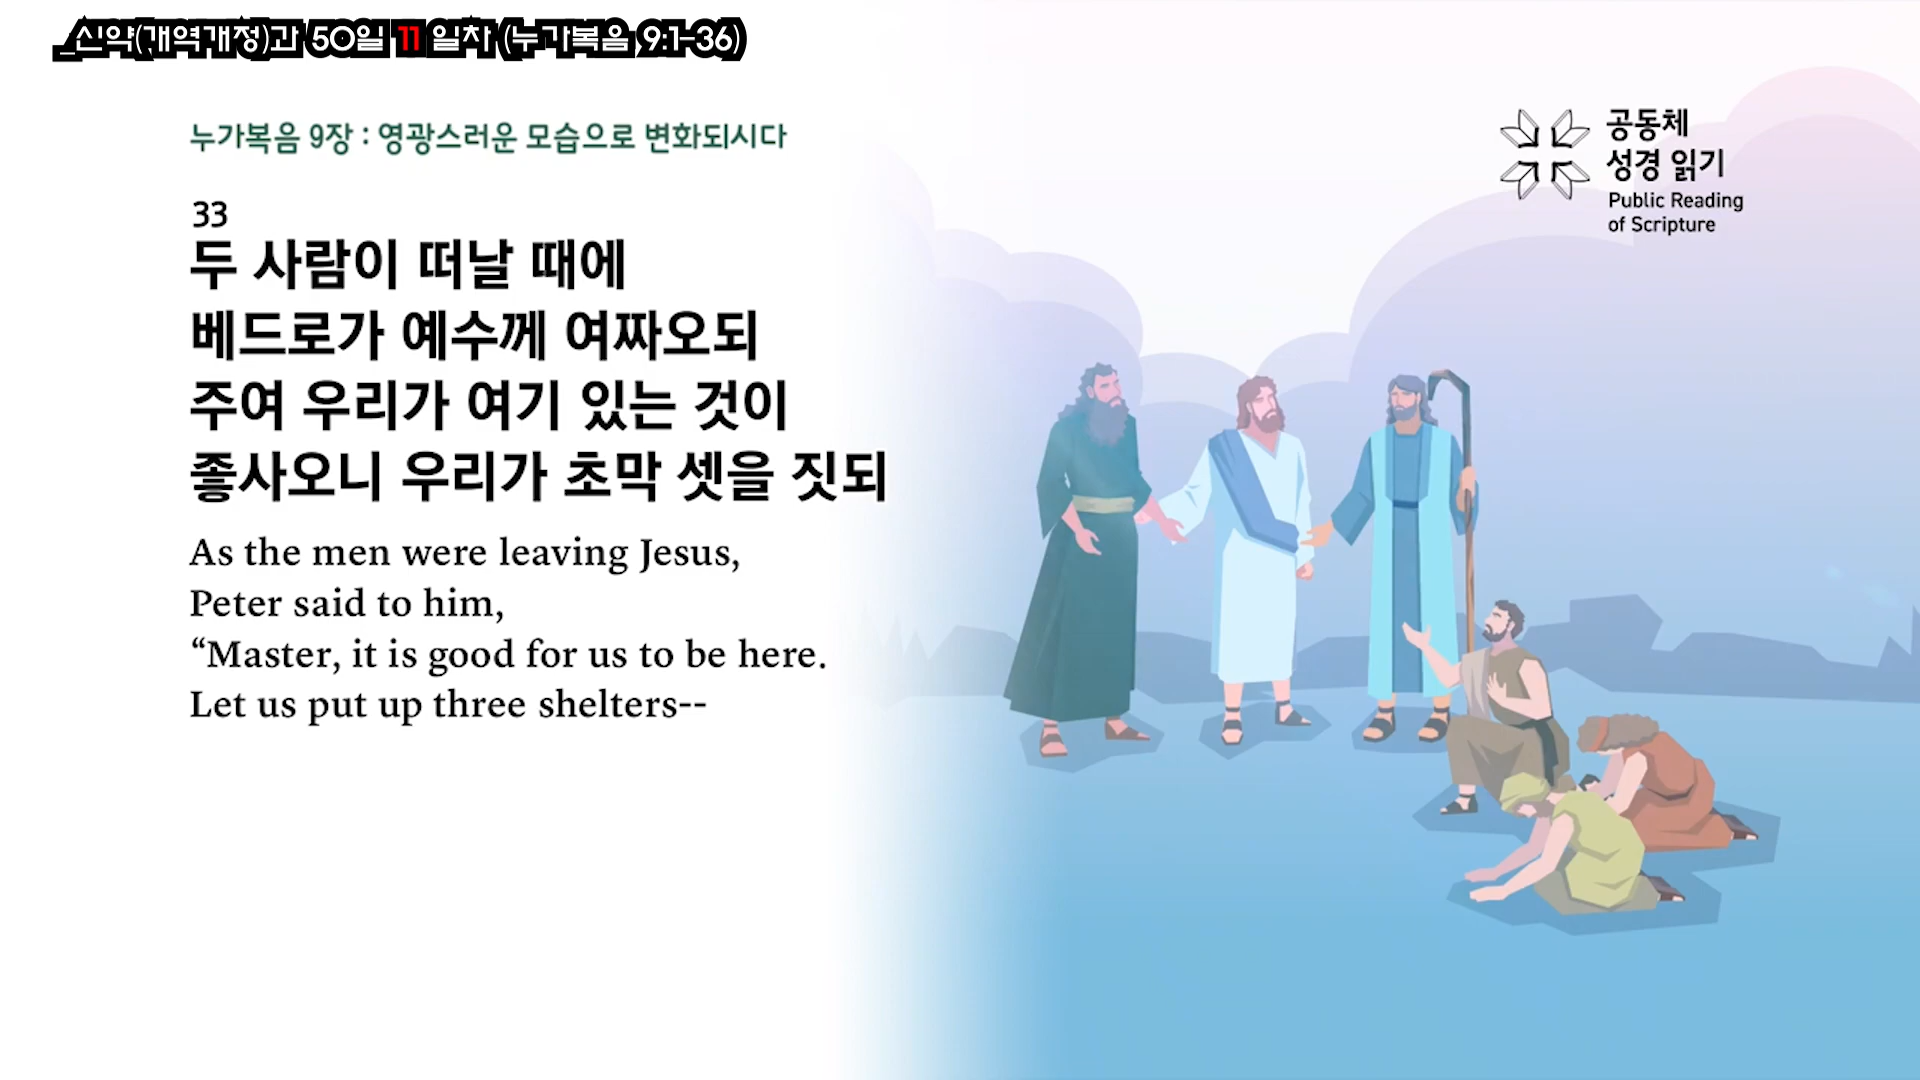 _신약(개역개정)과 50일 11 일차 (누가복음 9:1-36)
누가복음 9장 : 영광스러운 모습으로 변화되시다
공동체
성경 읽기
Public Reading
of Scripture
33
두 사람이 떠날 때에
베드로가 예수께 여짜오되
주여 우리가 여기 있는 것이
좋사오니 우리가 초막 셋을 짓되
As the men were leaving Jesus,
Peter said to him,
“Master, it is good for us to be here.
Let us put up three shelters--